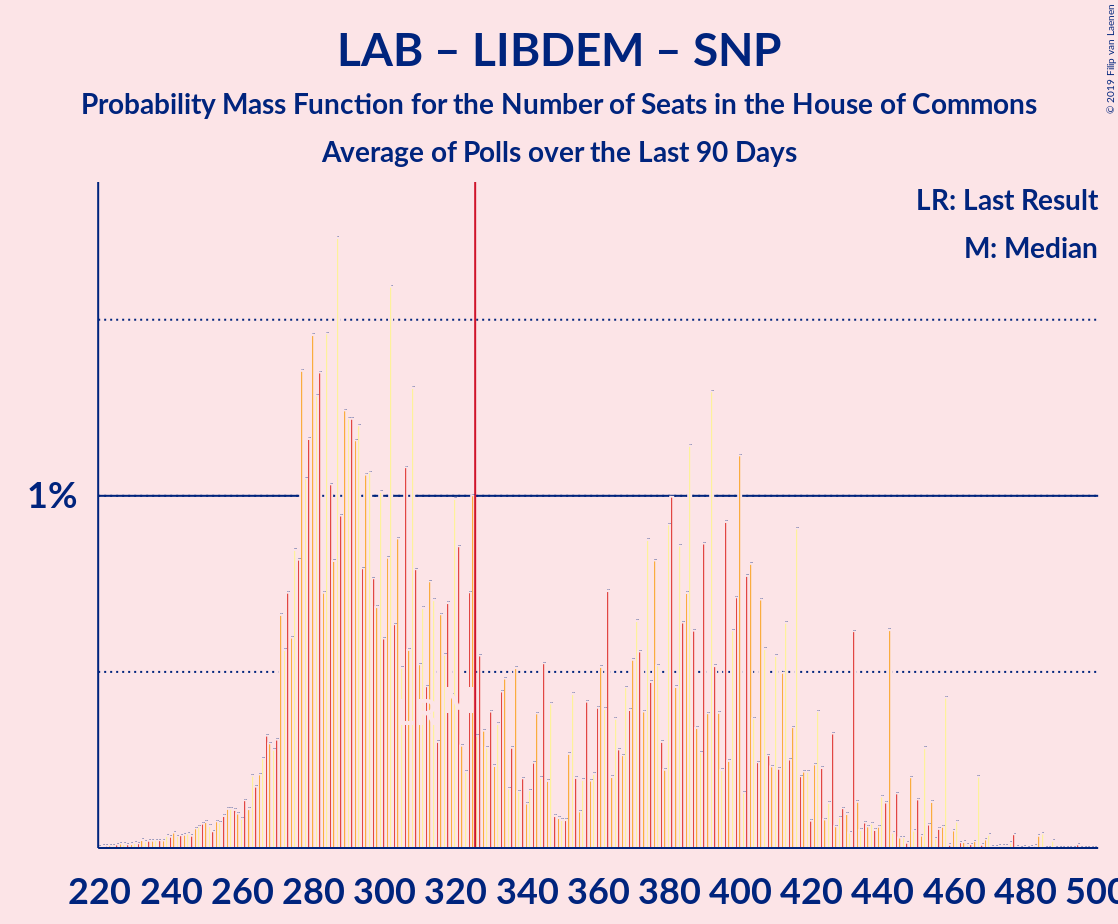 LAB – LIBDEM – SNP
Probability Mass Function for the Number of Seats in the House of Commons
Average of Polls over the Last 90 Days
© 2019 Filip van Laenen
LR: Last Result
M: Median
1%
220 240 260 280 300 320 340 360 380 400 420 440 460 480 500